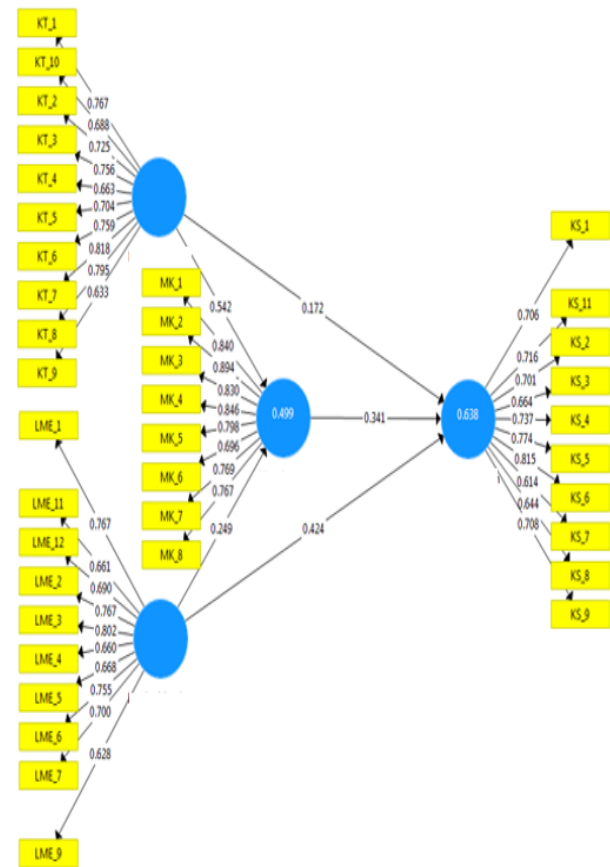 KT_1
KT_10
KT_2
KT_3
KT_4
KT_5
KT_6
KT_7
KT_8
KT_9
0.767
0.688
0.725
0.756
0.663
0.704
0.759
0.818
0.795
0.633
MK_1
MK_2
MK_3
MK_4
MK_5
MK_6
MK_7
MK_8
0.542
0.840
0.894
0.830
0.846
0.798
0.696
0.769
0.767
0.249
0.499
0.172
0.341
0.424
0.638
KS_1
KS_11
KS_2
KS_3
KS_4
KS_5
KS_6
KS_7
KS_8
KS_9
0.706
0.716
0.701
0.664
0.737
0.774
0.815
0.614
0.644
0.708
LME_1
LME_11
LME_12
LME_2
LME_3
LME_4
LME_5
LME_6
LME_7
LME_9
0.767
0.661
0.690
0.767
0.802
0.660
0.668
0.755
0.700
0.628